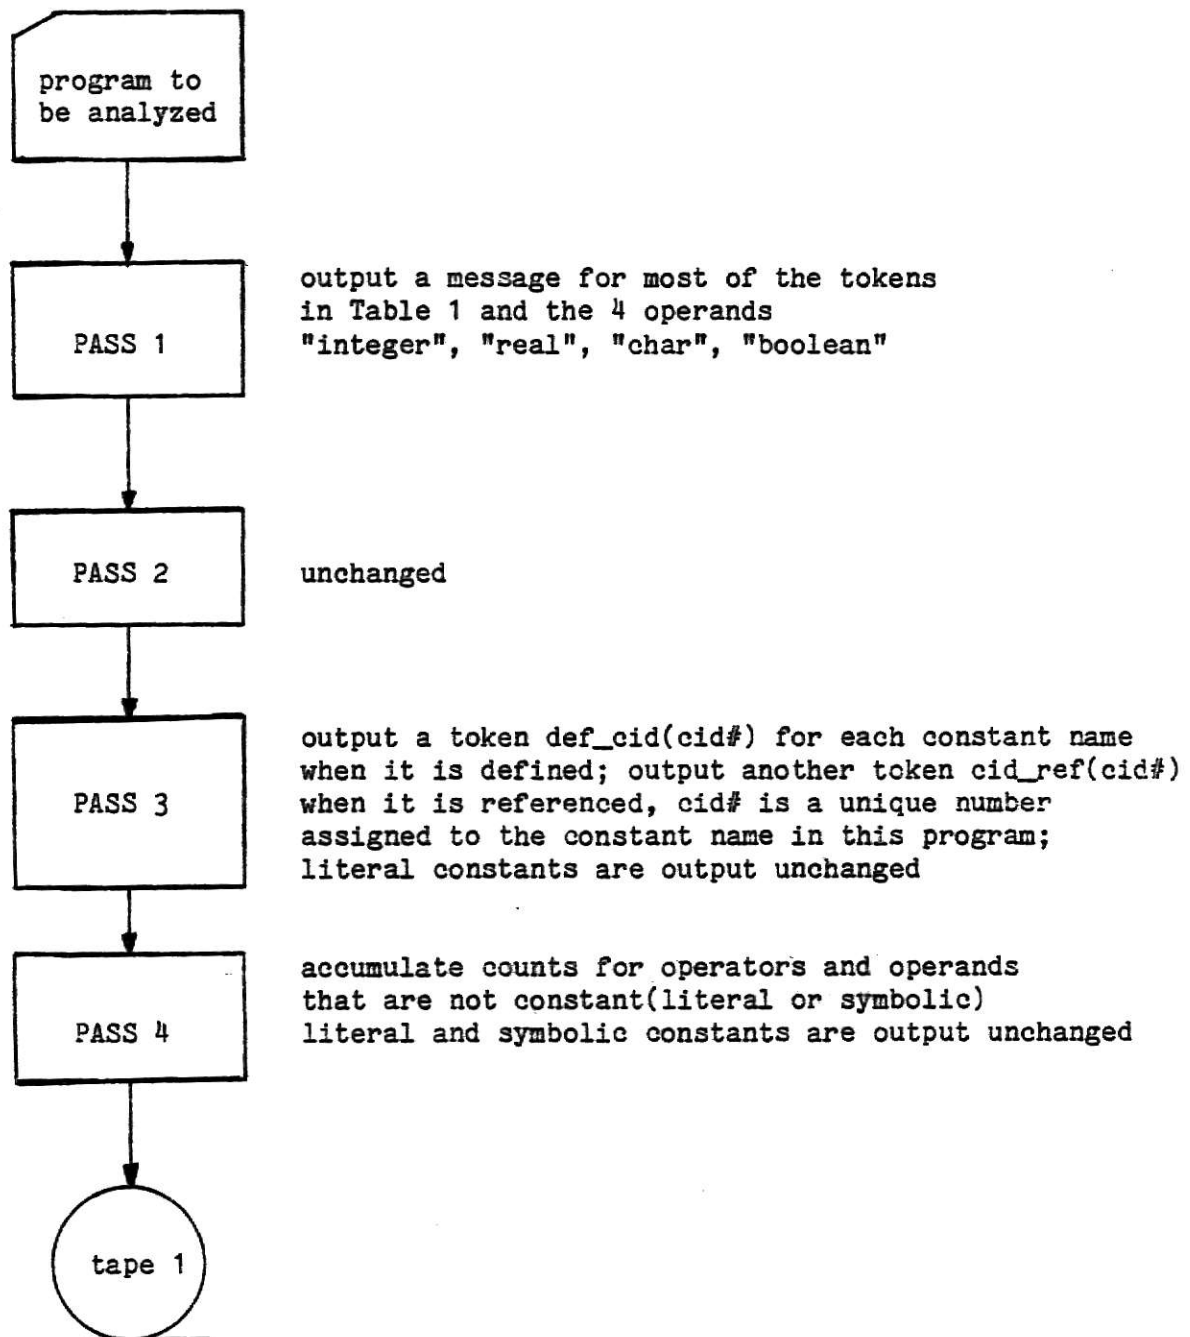 program to
be analyzed
PASS 1
output a message for most of the tokens
in Table 1 and the 4 operands
"integer", "real", "char", "boolean"
PASS 2
unchanged
PASS 3
output a token def_cid(cid#) for each constant name
when it is defined; output another token cid_ref(cid#)
when it is referenced, cid# is a unique number
assigned to the constant name in this program;
literal constants are output unchanged
PASS 4
accumulate counts for operators and operands
that are not constant(literal or symbolic)
literal and symbolic constants are output unchanged
tape 1